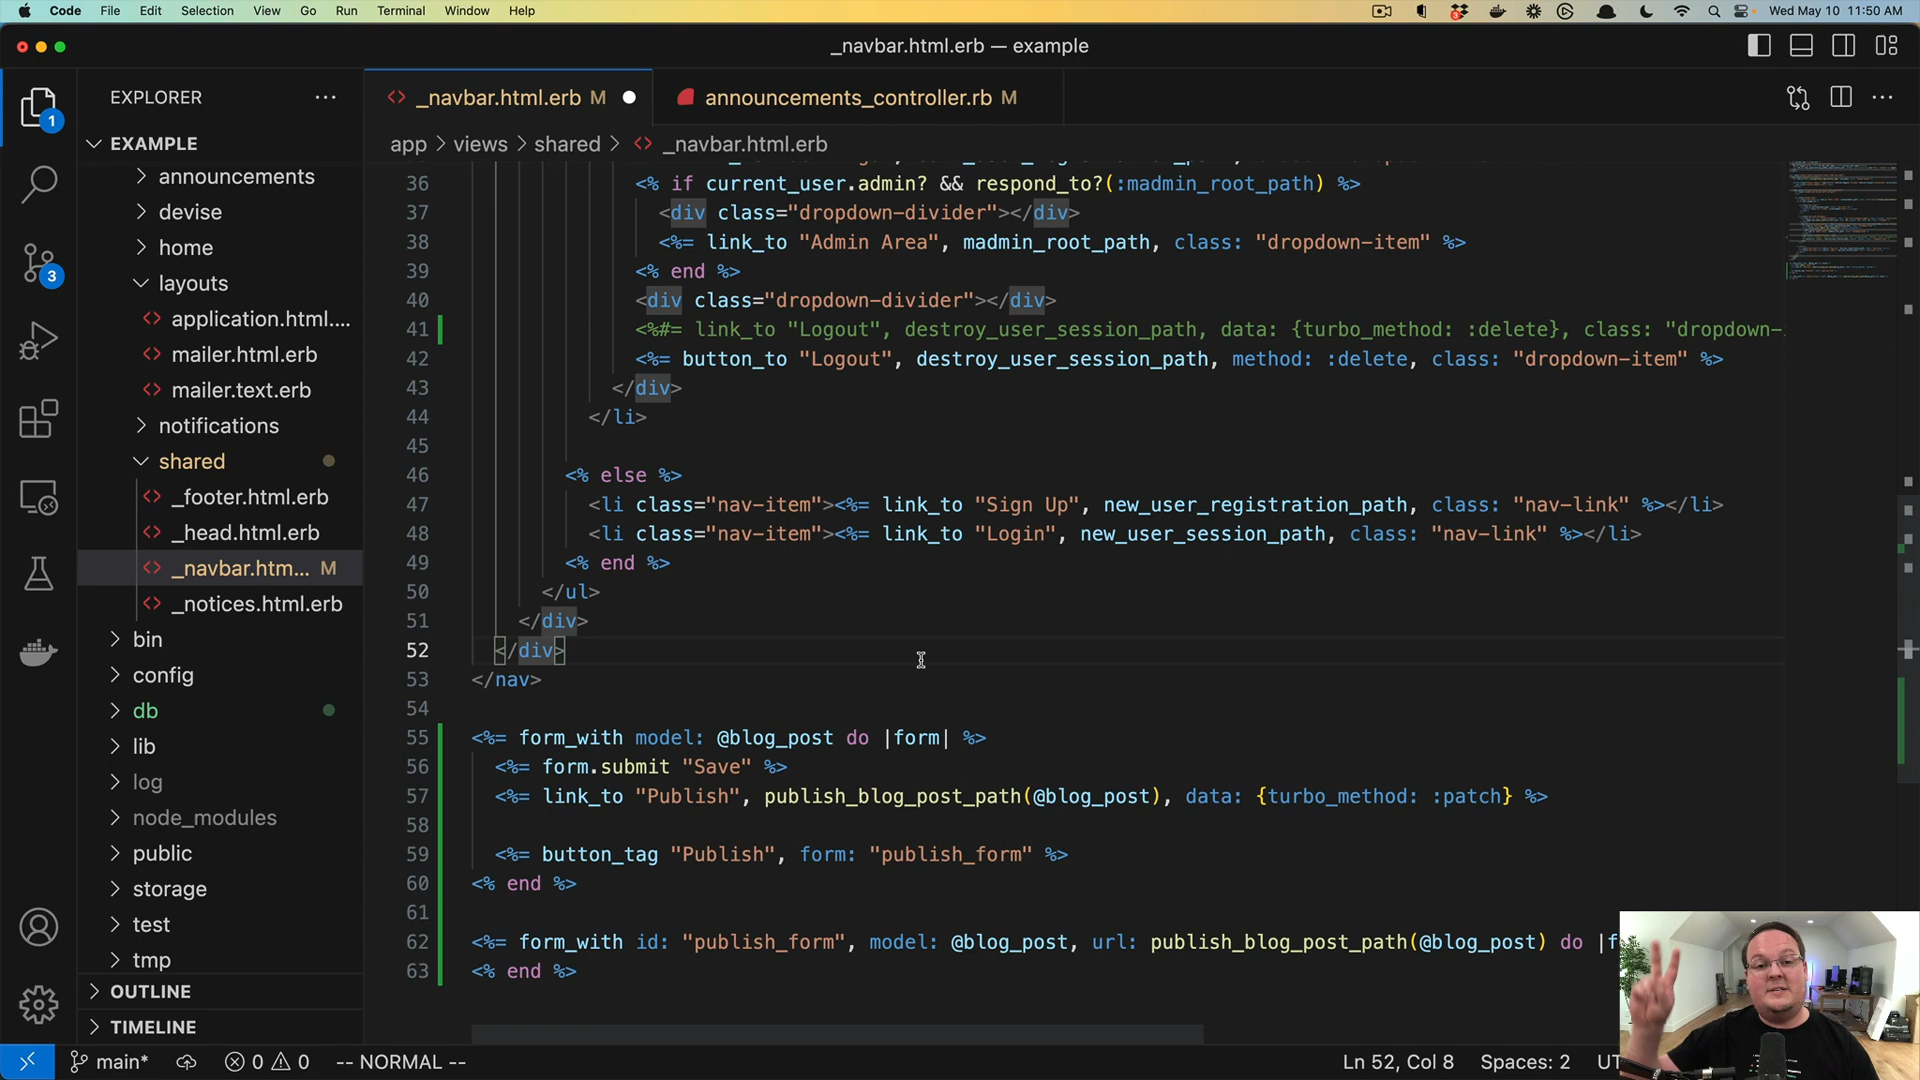 Code File Edit Selection View Go Run Terminal Window Help
Wed May 10 11:50 AM
_navbar.html.erb — example
EXPLORER
_navbar.html.erb M
announcements_controller.rb M
EXAMPLE
app > views > shared > _navbar.html.erb
announcements
devise
home
layouts
application.html....
mailer.html.erb
mailer.text.erb
notifications
shared
_footer.html.erb
_head.html.erb
_navbar.htm... M
_notices.html.erb
bin
config
db
lib
log
node_modules
public
storage
test
tmp
OUTLINE
TIMELINE
1
3
36 <% if current_user.admin? && respond_to?(:madmin_root_path) %>
37 <div class="dropdown-divider"></div>
38 <%= link_to "Admin Area", madmin_root_path, class: "dropdown-item" %>
39 <% end %>
40 <div class="dropdown-divider"></div>
41 <%#= link_to "Logout", destroy_user_session_path, data: {turbo_method: :delete}, class: "dropdown-
42 <%= button_to "Logout", destroy_user_session_path, method: :delete, class: "dropdown-item" %>
43 </div>
44 </li>
45
46 <% else %>
47 <li class="nav-item"><%= link_to "Sign Up", new_user_registration_path, class: "nav-link" %></li>
48 <li class="nav-item"><%= link_to "Login", new_user_session_path, class: "nav-link" %></li>
49 <% end %>
50 </ul>
51 </div>
52 </div>
53 </nav>
54
55 <%= form_with model: @blog_post do |form| %>
56 <%= form.submit "Save" %>
57 <%= link_to "Publish", publish_blog_post_path(@blog_post), data: {turbo_method: :patch} %>
58
59 <%= button_tag "Publish", form: "publish_form" %>
60 <% end %>
61
62 <%= form_with id: "publish_form", model: @blog_post, url: publish_blog_post_path(@blog_post) do |f
63 <% end %>
main* 0 0 -- NORMAL --
Ln 52, Col 8 Spaces: 2 UT